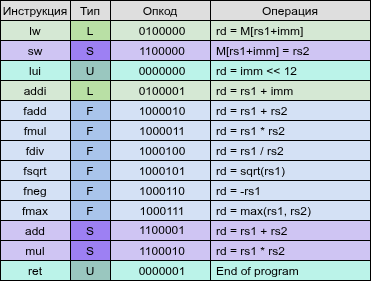 Инструкция Тип Опкод Операция
lw L 0100000 rd = M[rs1+imm]
sw S 1100000 M[rs1+imm] = rs2
lui U 0000000 rd = imm << 12
addi L 0100001 rd = rs1 + imm
fadd F 1000010 rd = rs1 + rs2
fmul F 1000011 rd = rs1 * rs2
fdiv F 1000100 rd = rs1 / rs2
fsqrt F 1000101 rd = sqrt(rs1)
fneg F 1000110 rd = -rs1
fmax F 1000111 rd = max(rs1, rs2)
add S 1100001 rd = rs1 + rs2
mul S 1100010 rd = rs1 * rs2
ret U 0000001 End of program